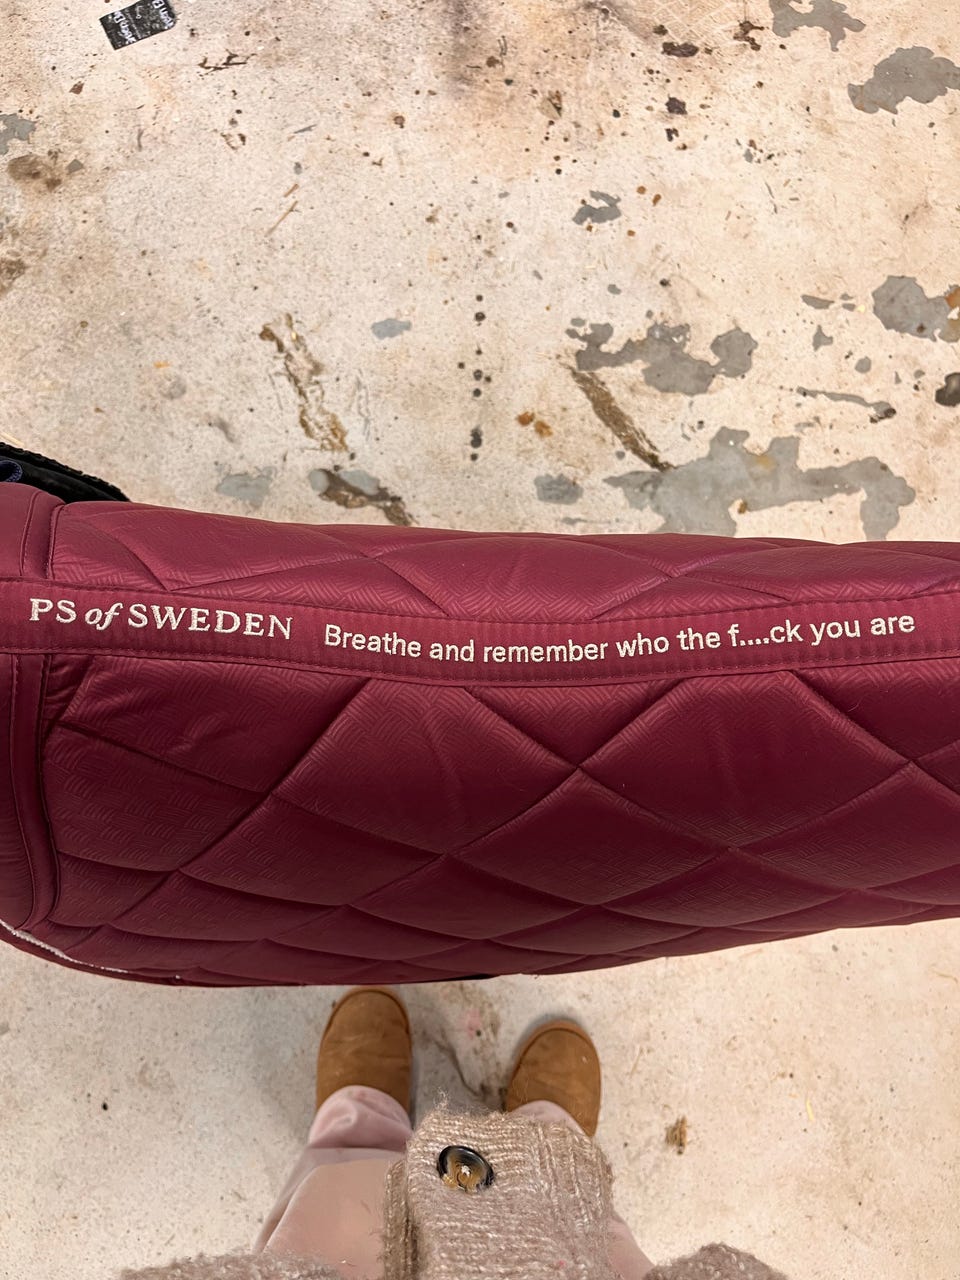 PS of SWEDEN Breathe and remember who the f....ck you are